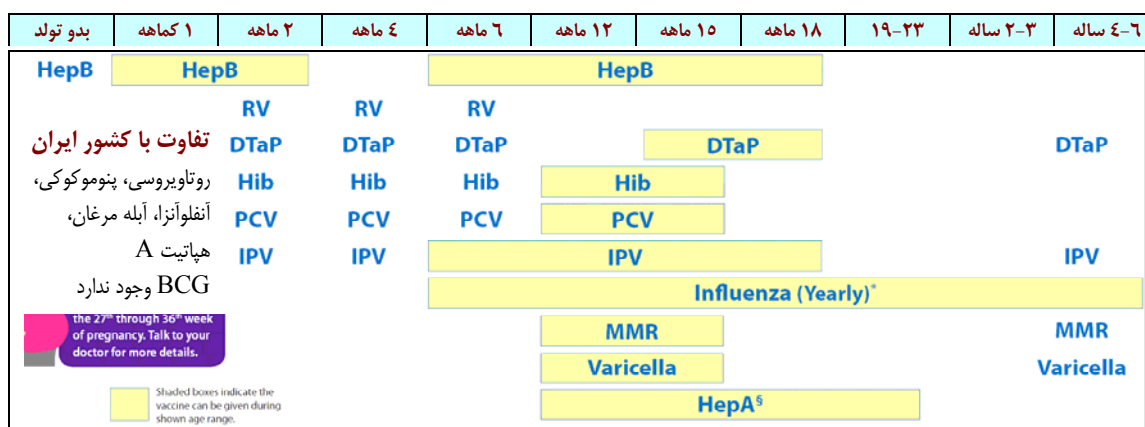 بدو تولد ۱ کماهه ۲ ماهه ٤ ماهه ٦ ماهه ۱۲ ماهه ۱۵ ماهه ۱۸ ماهه ۱۹-۲۳ ۲-۳ ساله ٤-٦ ساله
HepB HepB HepB
RV RV RV
تفاوت با کشور ایران DTaP DTaP DTaP DTaP DTaP
روتاویروسی، پنوموکوکی، Hib Hib Hib Hib
آنفلوآنزا، آبله مرغان، PCV PCV PCV PCV
هپاتیت A IPV IPV IPV IPV
BCG وجود ندارد Influenza (Yearly)*
the 27th through 36th week
of pregnancy. Talk to your
doctor for more details.
MMR MMR
Varicella Varicella
HepA§
Shaded boxes indicate the
vaccine can be given during
shown age range.